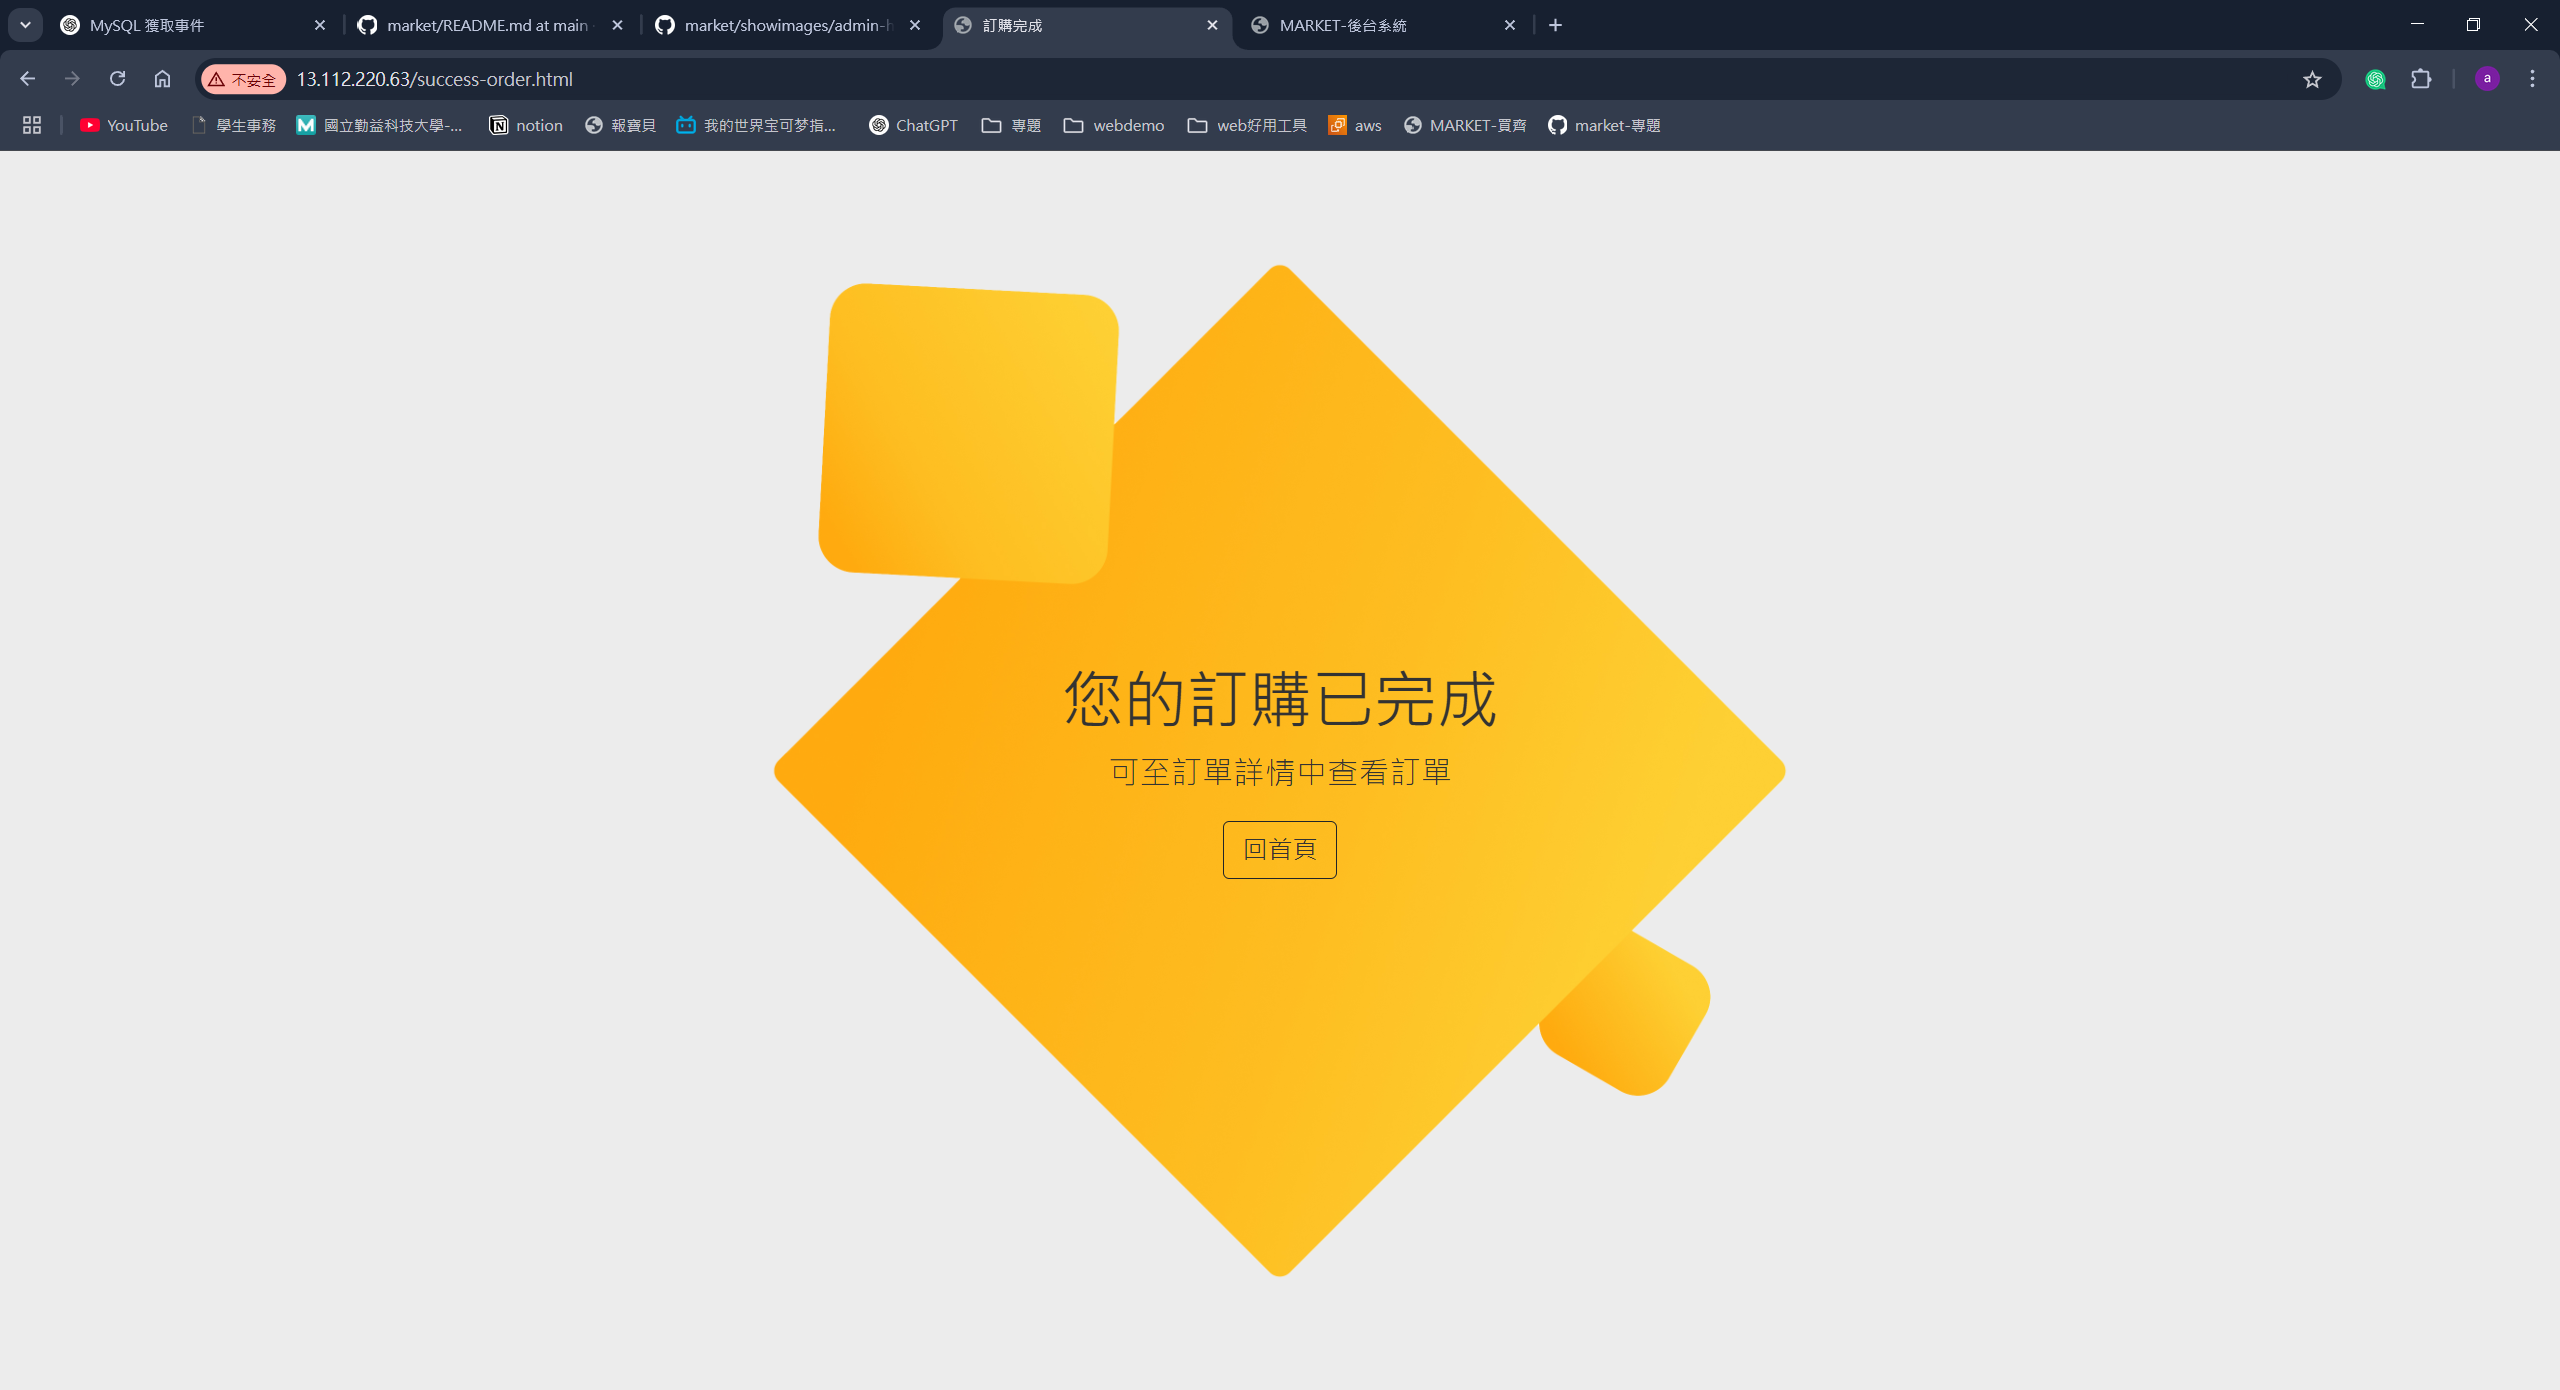 MySQL 獲取事件
market/README.md at main
market/showimages/admin-h
訂購完成
MARKET-後台系統
不安全
13.112.220.63/success-order.html
a
YouTube
學生事務
國立勤益科技大學-...
notion
報寶貝
我的世界宝可梦指...
ChatGPT
專題
webdemo
web好用工具
aws
MARKET-買齊
market-專題
您的訂購已完成
可至訂單詳情中查看訂單
回首頁